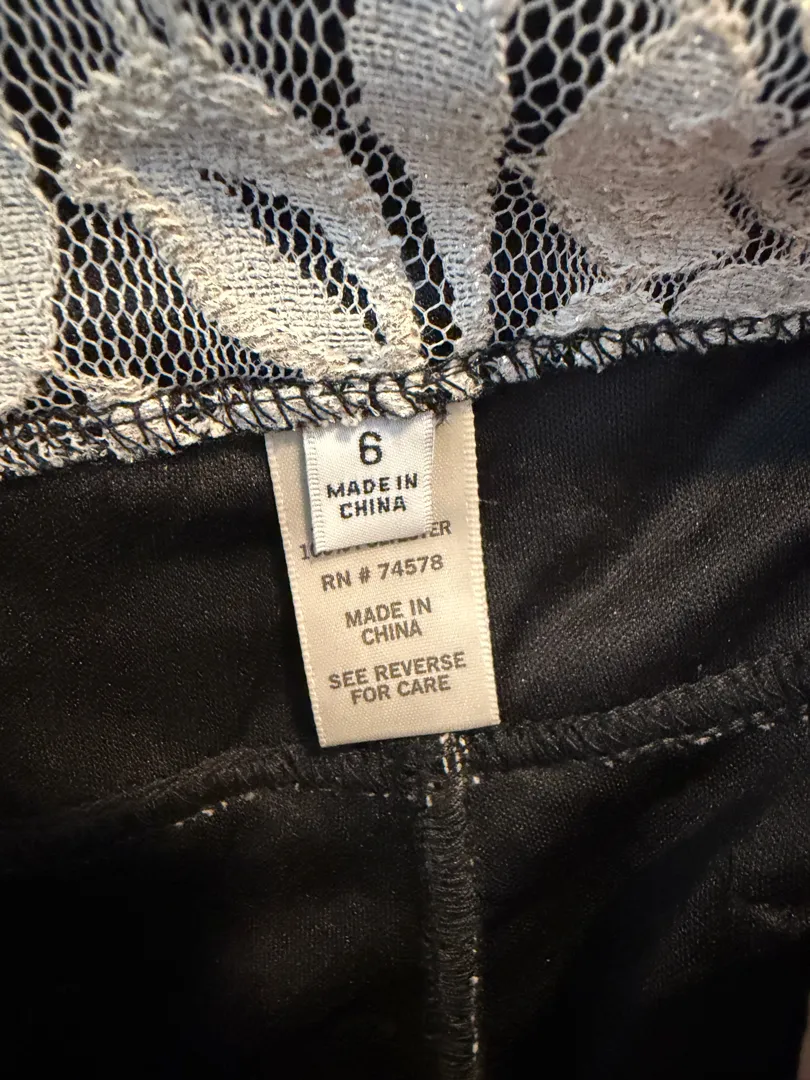 6
MADE IN
CHINA
RN # 74578
MADE IN
CHINA
SEE REVERSE
FOR CARE